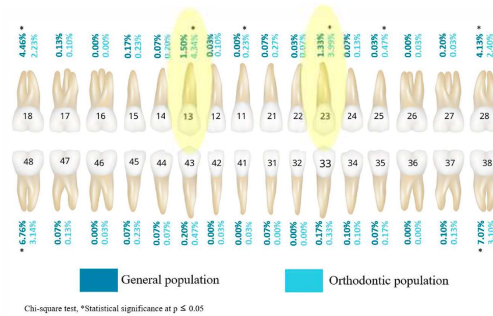 * * * * * *
4.46% 0.13% 0.00% 0.17% 0.07% 1.50% 0.03% 0.00% 0.07% 0.03% 1.33% 0.07% 0.03% 0.00% 0.20% 4.13%
2.23% 0.10% 0.00% 0.23% 0.20% 4.34% 0.10% 0.23% 0.27% 0.07% 3.99% 0.13% 0.47% 0.03% 0.03% 2.40%
18 17 16 15 14 13 12 11 21 22 23 24 25 26 27 28
48 47 46 45 44 43 42 41 31 32 33 34 35 36 37 38
* 6.76% 0.07% 0.00% 0.07% 0.07% 0.20% 0.00% 0.00% 0.07% 0.00% 0.17% 0.10% 0.07% 0.00% 0.10% * 7.07%
3.14% 0.13% 0.03% 0.23% 0.07% 0.47% 0.03% 0.03% 0.00% 0.00% 0.33% 0.10% 0.17% 0.00% 0.13% 3.10%
General population
Orthodontic population
Chi-square test, *Statistical significance at p ≤ 0.05